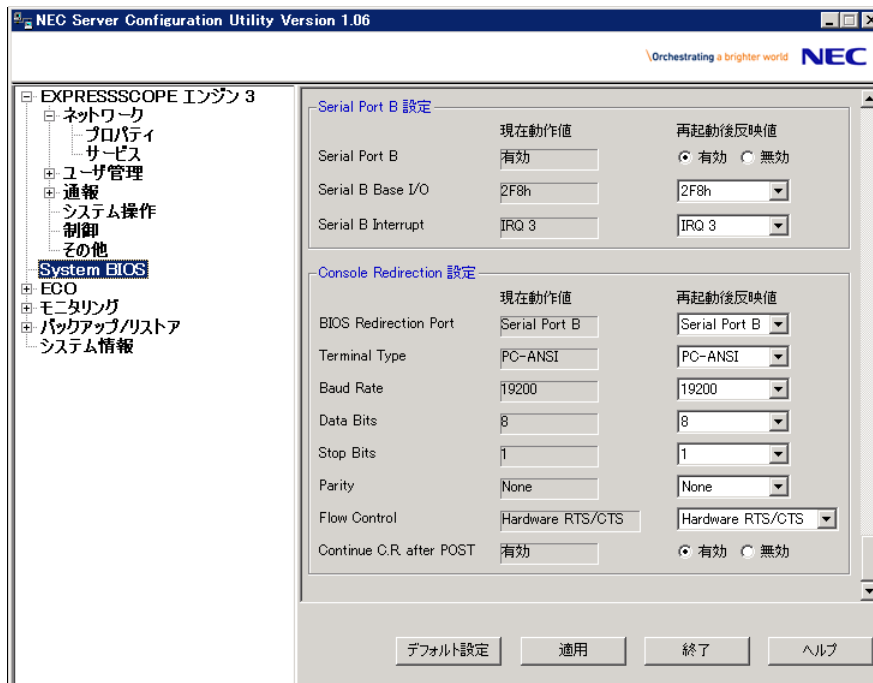 NEC Server Configuration Utility Version 1.06
\Orchestrating a brighter world NEC
EXPRESSSCOPE エンジン 3
ネットワーク
プロパティ
サービス
ユーザ管理
通報
システム操作
制御
その他
System BIOS
ECO
モニタリング
バックアップ/リストア
システム情報
Serial Port B 設定
現在動作値 再起動後反映値
Serial Port B 有効 有効 無効
Serial B Base I/O 2F8h 2F8h
Serial B Interrupt IRQ 3 IRQ 3
Console Redirection 設定
現在動作値 再起動後反映値
BIOS Redirection Port Serial Port B Serial Port B
Terminal Type PC-ANSI PC-ANSI
Baud Rate 19200 19200
Data Bits 8 8
Stop Bits 1 1
Parity None None
Flow Control Hardware RTS/CTS Hardware RTS/CTS
Continue C.R. after POST 有効 有効 無効
デフォルト設定 適用 終了 ヘルプ